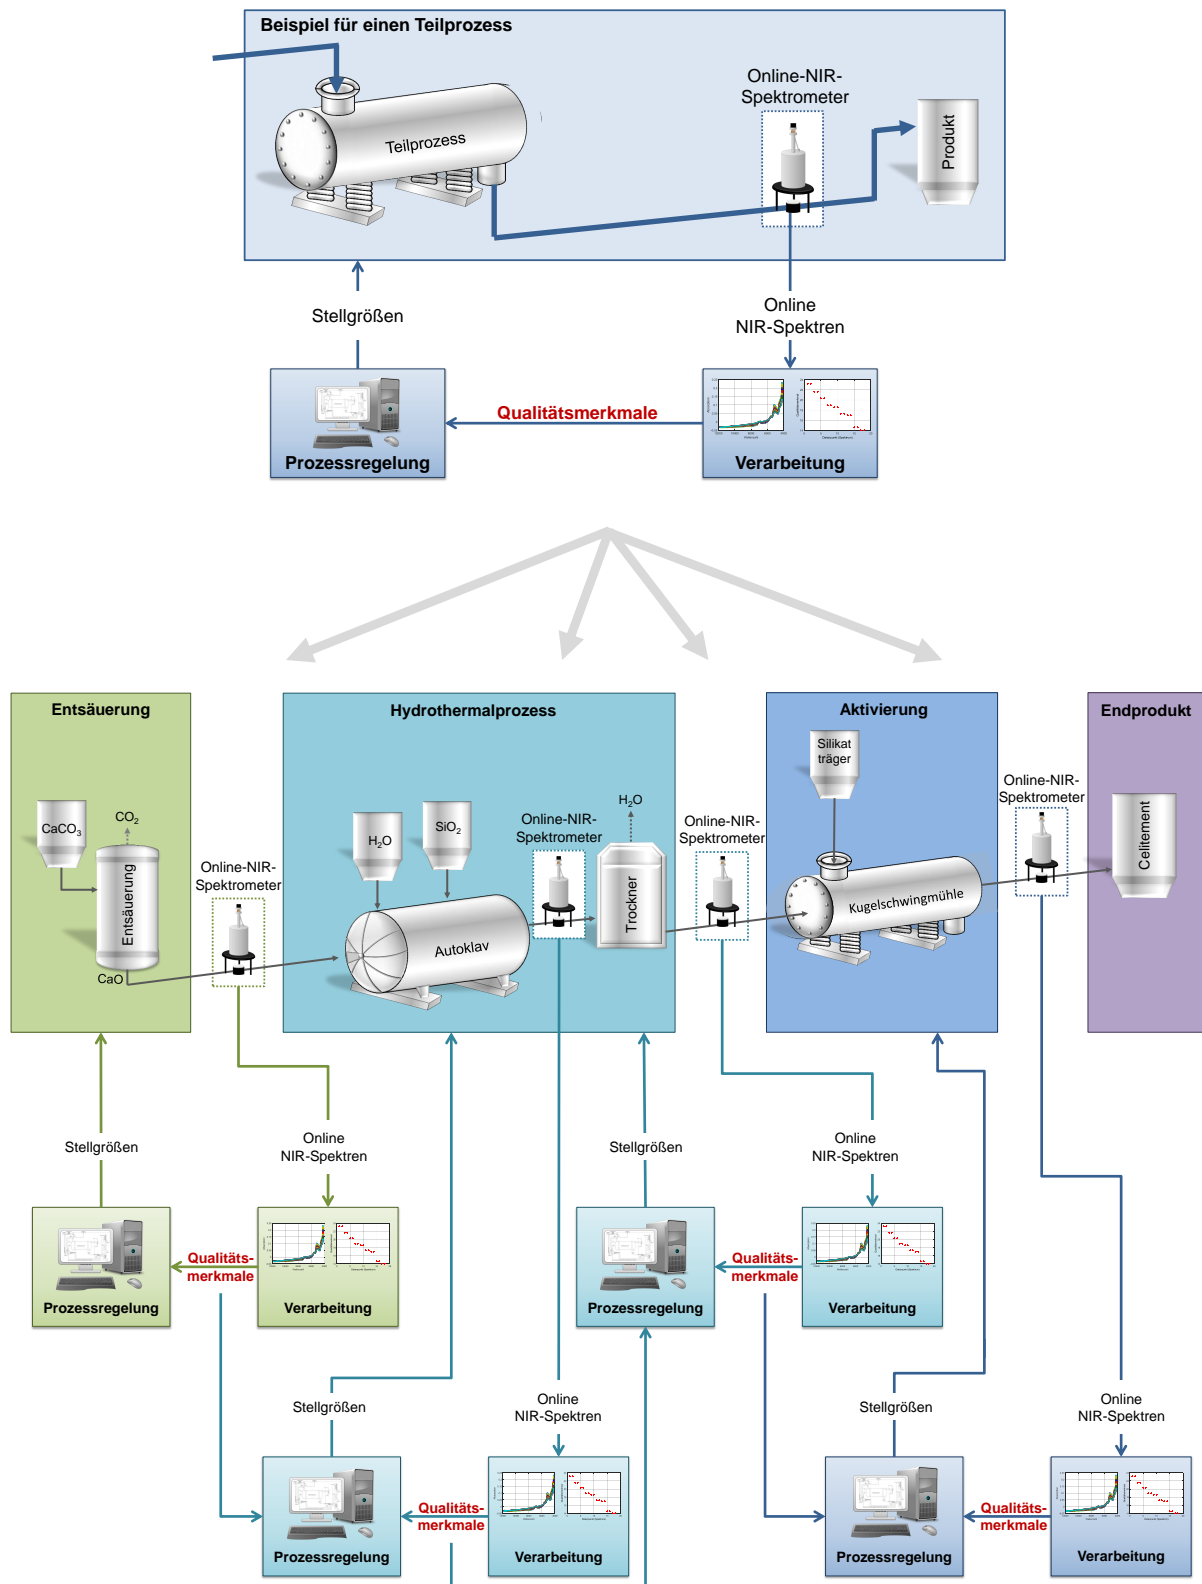 Beispiel für einen Teilprozess
Online-NIR-
Spektrometer
Teilprozess
Produkt
Stellgrößen
Online
NIR-Spektren
Qualitätsmerkmale
Prozessregelung
Verarbeitung
Entsäuerung
Hydrothermalprozess
Aktivierung
Endprodukt
CaCO3
CO2
Entsäuerung
CaO
Online-NIR-
Spektrometer
H2O
SiO2
Autoklav
Online-NIR-
Spektrometer
H2O
Trockner
Online-NIR-
Spektrometer
Silikat
träger
Kugelschwingmühle
Online-NIR-
Spektrometer
Celitement
Stellgrößen
Online
NIR-Spektren
Qualitäts-
merkmale
Prozessregelung
Verarbeitung
Stellgrößen
Online
NIR-Spektren
Qualitäts-
merkmale
Prozessregelung
Verarbeitung
Stellgrößen
Online
NIR-Spektren
Qualitäts-
merkmale
Prozessregelung
Verarbeitung
Stellgrößen
Online
NIR-Spektren
Qualitäts-
merkmale
Prozessregelung
Verarbeitung